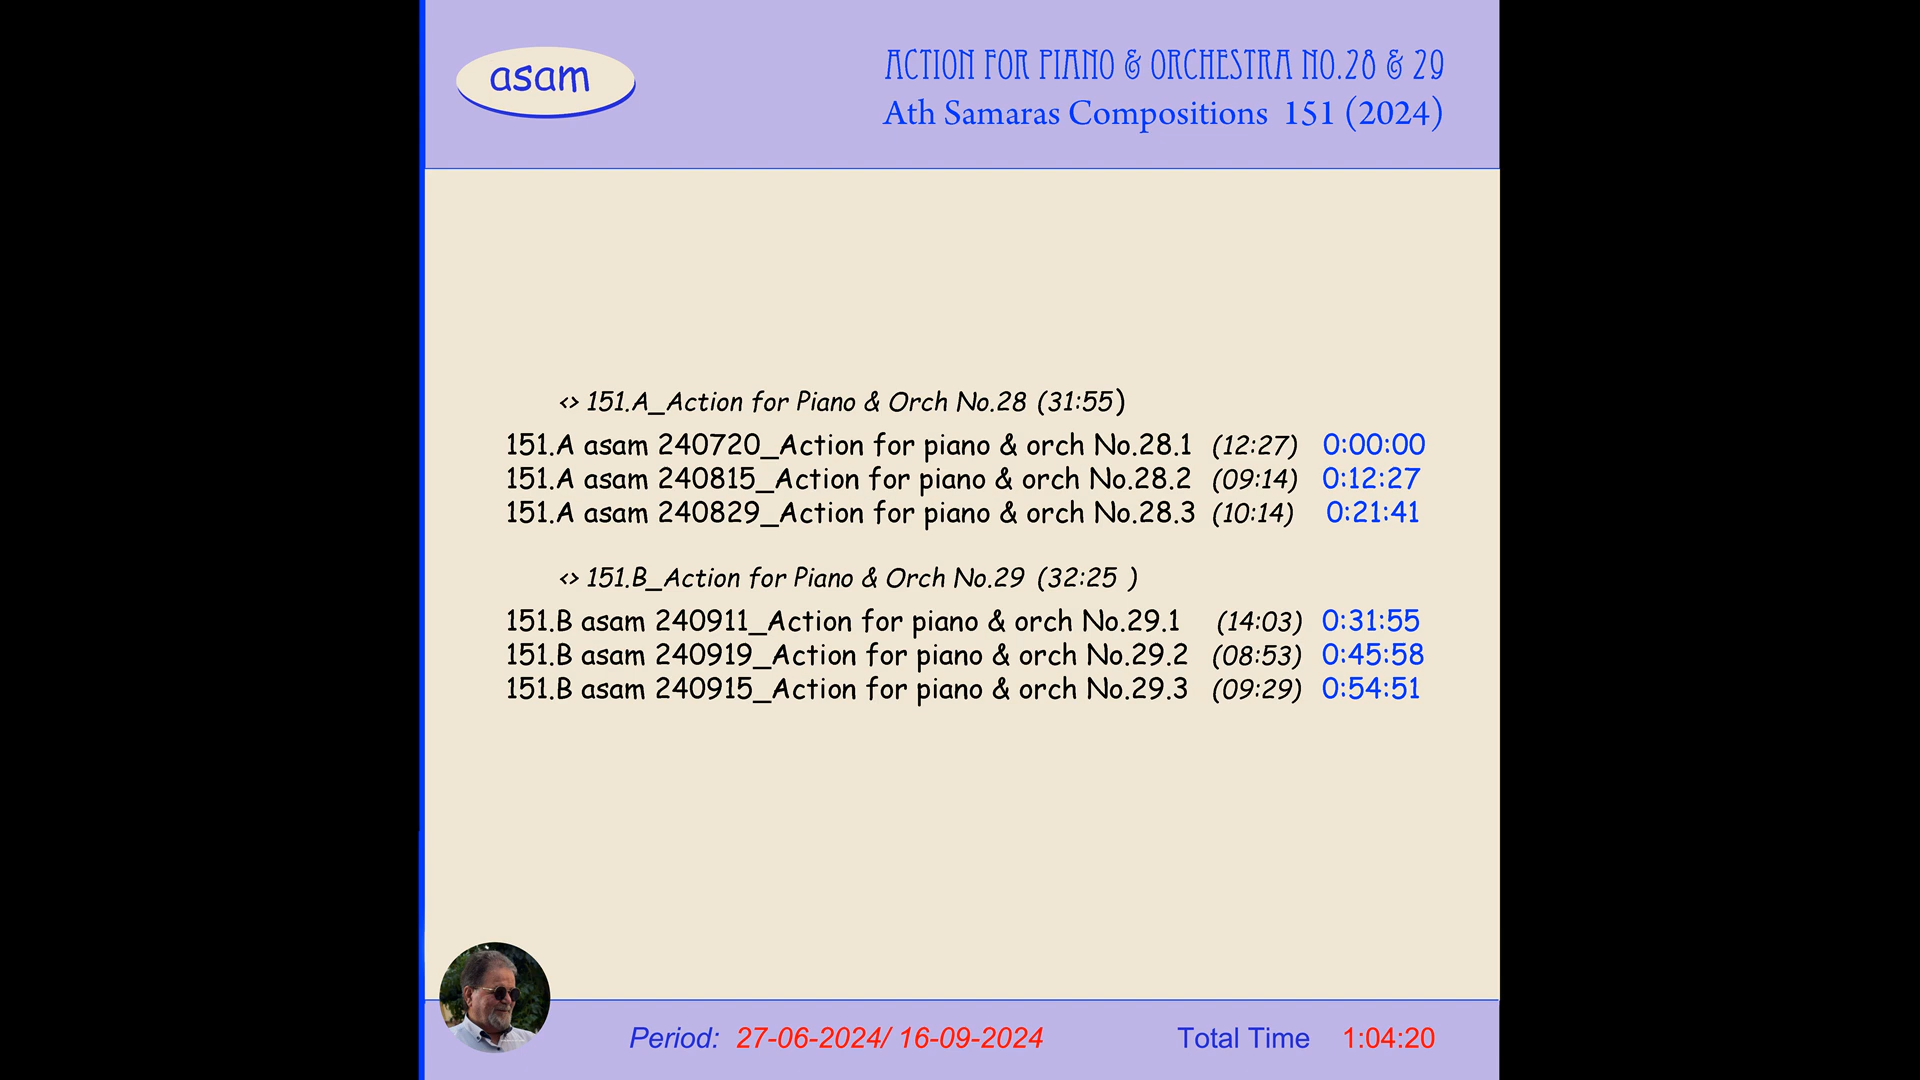 asam
ACTION FOR PIANO & ORCHESTRA NO.28 & 29
Ath Samaras Compositions 151 (2024)
<> 151.A_Action for Piano & Orch No.28 (31:55)
151.A asam 240720_Action for piano & orch No.28.1 (12:27) 0:00:00
151.A asam 240815_Action for piano & orch No.28.2 (09:14) 0:12:27
151.A asam 240829_Action for piano & orch No.28.3 (10:14) 0:21:41
<> 151.B_Action for Piano & Orch No.29 (32:25 )
151.B asam 240911_Action for piano & orch No.29.1 (14:03) 0:31:55
151.B asam 240919_Action for piano & orch No.29.2 (08:53) 0:45:58
151.B asam 240915_Action for piano & orch No.29.3 (09:29) 0:54:51
Period: 27-06-2024/ 16-09-2024 Total Time 1:04:20